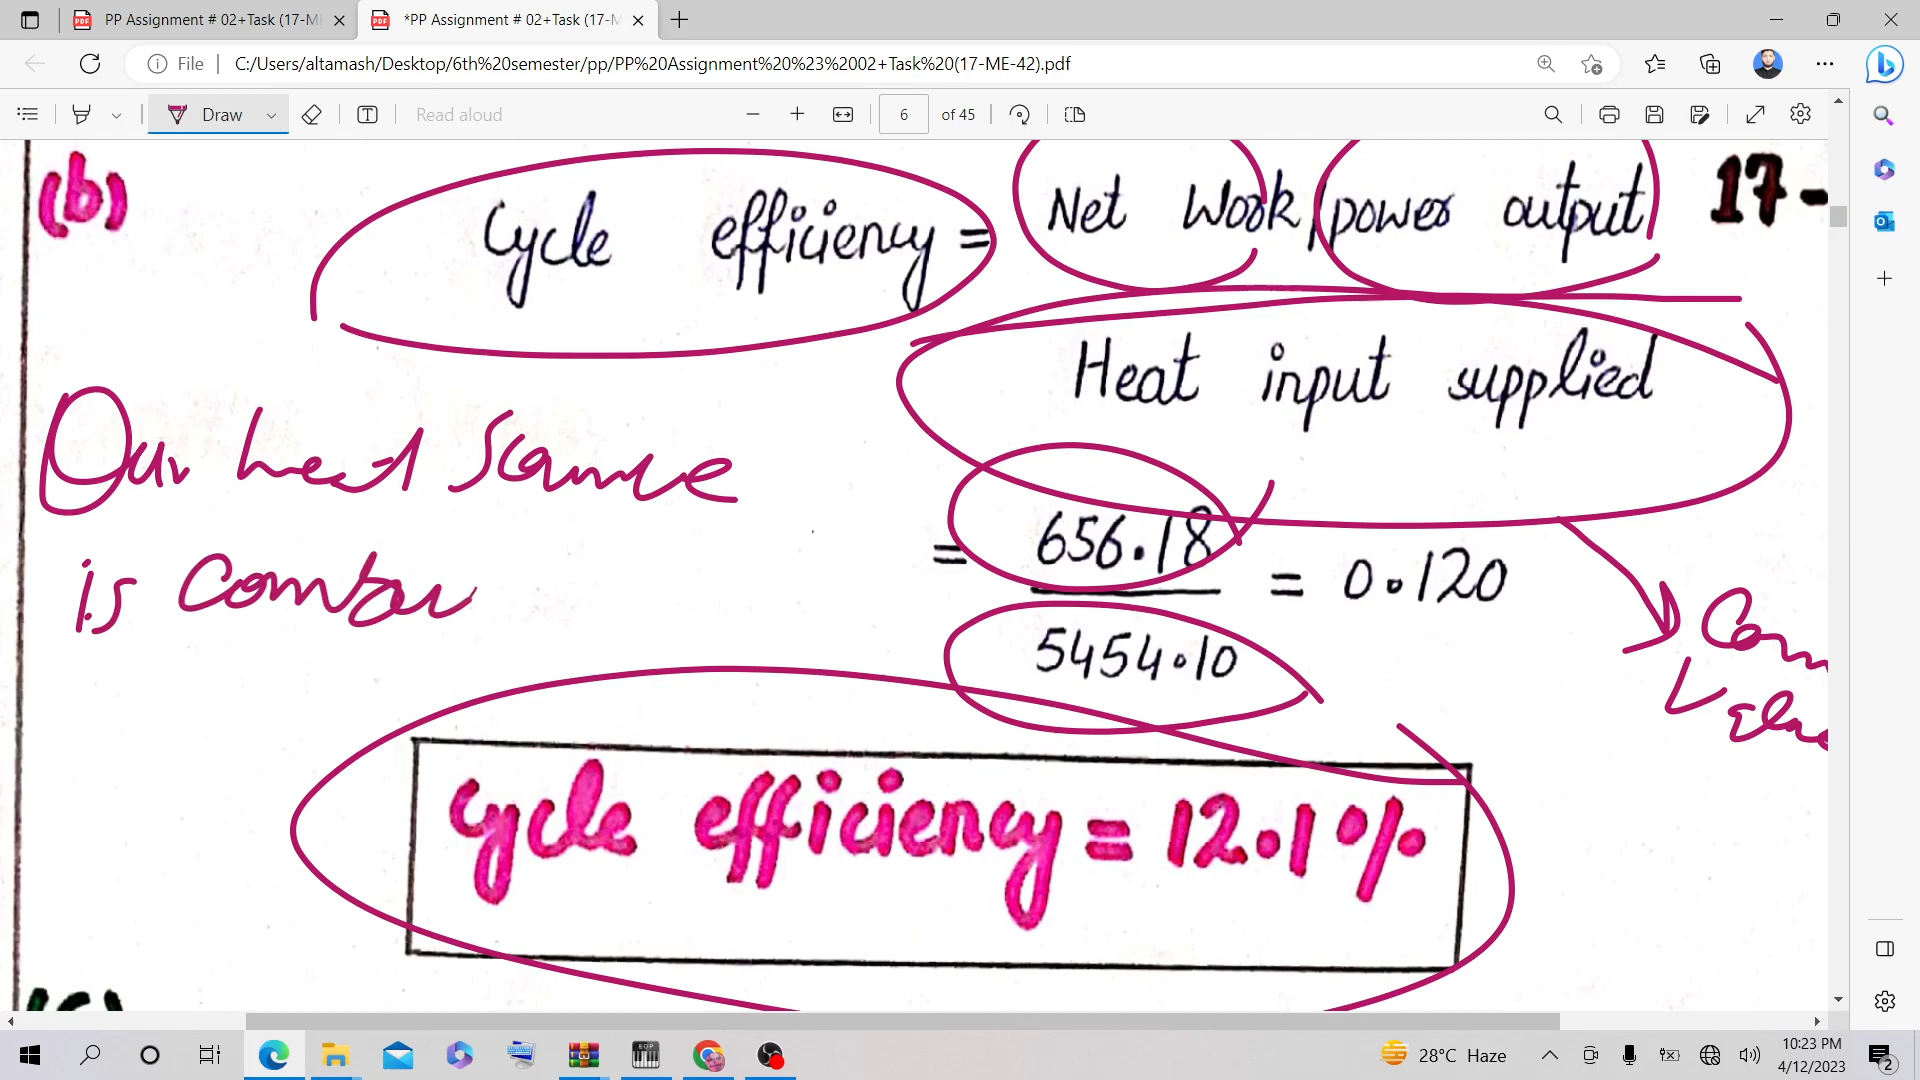 PP Assignment # 02+Task (17-M
*PP Assignment # 02+Task (17-M
File
C:/Users/altamash/Desktop/6th%20semester/pp/PP%20Assignment%20%23%2002+Task%20(17-ME-42).pdf
Draw
Read aloud
6 of 45
(b)
Cycle efficiency = Net Work/power output
17-
Heat input supplied
Our heat source
= 656.18 = 0.120
5454.10
is
Cycle efficiency = 12.1%
(c)
28°C Haze
10:23 PM
4/12/2023
2